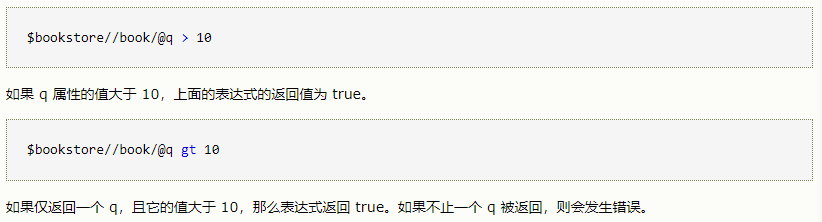 $bookstore//book/@q > 10
如果 q 属性的值大于 10，上面的表达式的返回值为 true。
$bookstore//book/@q gt 10
如果仅返回一个 q，且它的值大于 10，那么表达式返回 true。如果不止一个 q 被返回，则会发生错误。